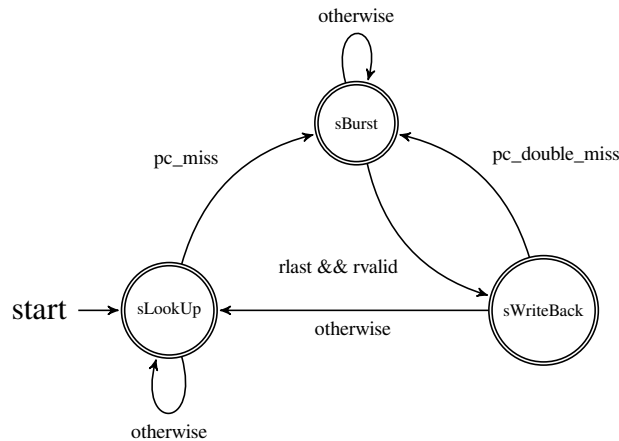 otherwise
sBurst
pc_miss
pc_double_miss
rlast && rvalid
start
sLookUp
sWriteBack
otherwise
otherwise